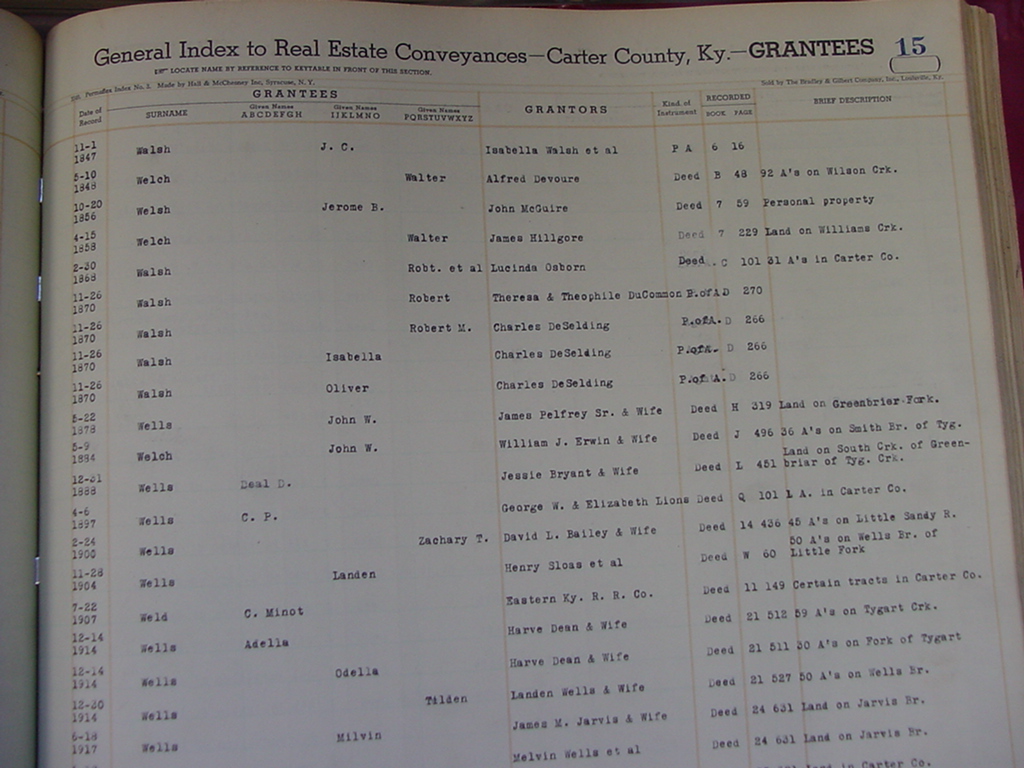 General Index to Real Estate Conveyances—Carter County, Ky.—GRANTEES 15
LOCATE NAME BY REFERENCE TO KEYTABLE IN FRONT OF THIS SECTION.
Made by Hall & McChesney Inc, Syracuse, N. Y. Sold by The Bradley & Gilbert Company, Inc., Louisville, Ky.
GRANTEES
Date of Record SURNAME Given Names ABCDEFGH Given Names IJKLMNO Given Names PQRSTUVWXYZ GRANTORS Kind of Instrument RECORDED BOOK PAGE BRIEF DESCRIPTION
11-1 1847 Walsh J. C. Isabella Walsh et al P A 6 16
5-10 1848 Welch Walter Alfred Devoure Deed B 48 92 A's on Wilson Crk.
10-20 1856 Welsh Jerome B. John McGuire Deed 7 59 Personal property
4-15 1858 Welch Walter James Hillgore Deed 7 229 Land on Williams Crk.
2-30 1868 Walsh Robt. et al Lucinda Osborn Deed C 101 31 A's in Carter Co.
11-26 1870 Walsh Robert Theresa & Theophile DuCommon P.ofA D 270
11-26 1870 Walsh Robert M. Charles DeSelding P.ofA. D 266
11-26 1870 Walsh Isabella Charles DeSelding P.ofA. D 266
11-26 1870 Walsh Oliver Charles DeSelding P.of A. D 266
5-22 1878 Wells John W. James Pelfrey Sr. & Wife Deed H 319 Land on Greenbrier Fork.
5-9 1884 Welch John W. William J. Erwin & Wife Deed J 496 36 A's on Smith Br. of Tyg.
12-31 1888 Wells Deal D. Jessie Bryant & Wife Deed L 451 Land on South Crk. of Green-briar of Tyg. Crk.
4-6 1897 Wells C. P. George W. & Elizabeth Lions Deed Q 101 1 A. in Carter Co.
2-24 1900 Wells Zachary T. David L. Bailey & Wife Deed 14 436 45 A's on Little Sandy R.
11-28 1904 Wells Landen Henry Sloas et al Deed W 60 50 A's on Wells Br. of Little Fork
7-22 1907 Weld C. Minot Eastern Ky. R. R. Co. Deed 11 149 Certain tracts in Carter Co.
12-14 1914 Wells Adella Harve Dean & Wife Deed 21 512 59 A's on Tygart Crk.
12-14 1914 Wells Odella Harve Dean & Wife Deed 21 511 30 A's on Fork of Tygart
12-30 1914 Wells Tilden Landen Wells & Wife Deed 21 527 50 A's on Wells Br.
6-18 1917 Wells Milvin James M. Jarvis & Wife Deed 24 631 Land on Jarvis Br.
Melvin Wells et al Deed 24 631 Land on Jarvis Br.
Carter Co.